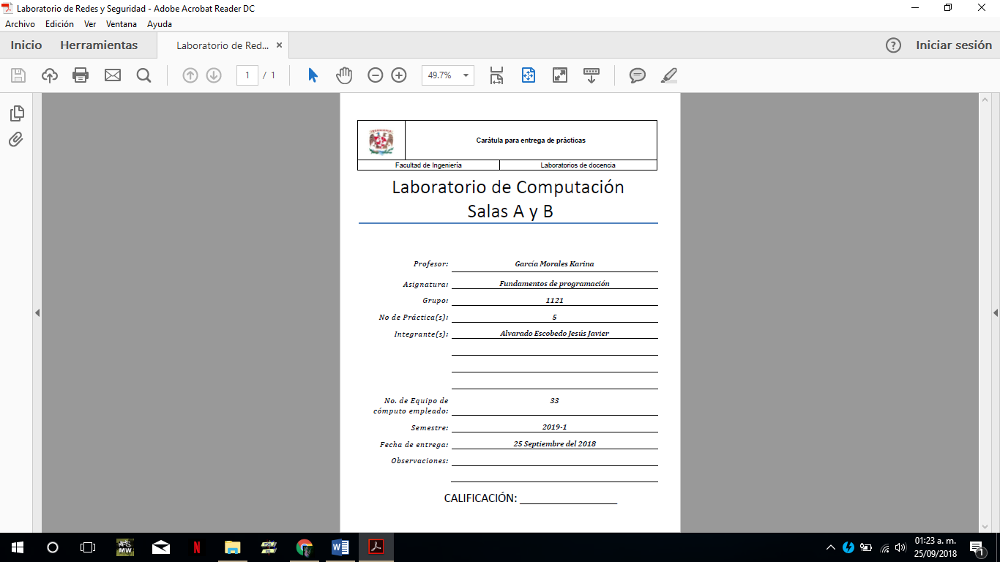 Laboratorio de Redes y Seguridad - Adobe Acrobat Reader DC
Archivo Edición Ver Ventana Ayuda
Inicio Herramientas Laboratorio de Red... × Iniciar sesión
1 / 1 49.7%
Carátula para entrega de prácticas
Facultad de Ingeniería Laboratorios de docencia
Laboratorio de Computación
Salas A y B
Profesor: García Morales Karina
Asignatura: Fundamentos de programación
Grupo: 1121
No de Práctica(s): 5
Integrante(s): Alvarado Escobedo Jesús Javier
No. de Equipo de 33
cómputo empleado:
Semestre: 2019-1
Fecha de entrega: 25 Septiembre del 2018
Observaciones:
CALIFICACIÓN: __________________
01:23 a. m.
25/09/2018